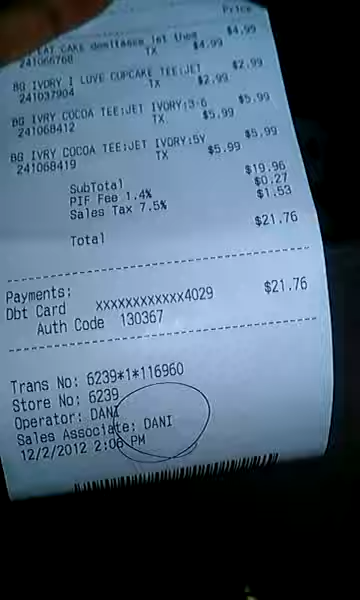 Price
EAT CAKE $4.99
241066768 TX $4.99
BG IVORY I LOVE CUPCAKE TEE:JET $2.99
241037904 TX $2.99
BG IVRY COCOA TEE:JET IVORY:3-6 $5.99
241068412 TX $5.99
BG IVRY COCOA TEE:JET IVORY:5Y $5.99
241068419 TX $5.99
SubTotal $19.96
PIF Fee 1.4% $0.27
Sales Tax 7.5% $1.53
Total $21.76
Payments:
Dbt Card XXXXXXXXXXXX4029 $21.76
Auth Code 130367
Trans No: 6239*1*116960
Store No: 6239
Operator: DANI
Sales Associate: DANI
12/2/2012 2:06 PM